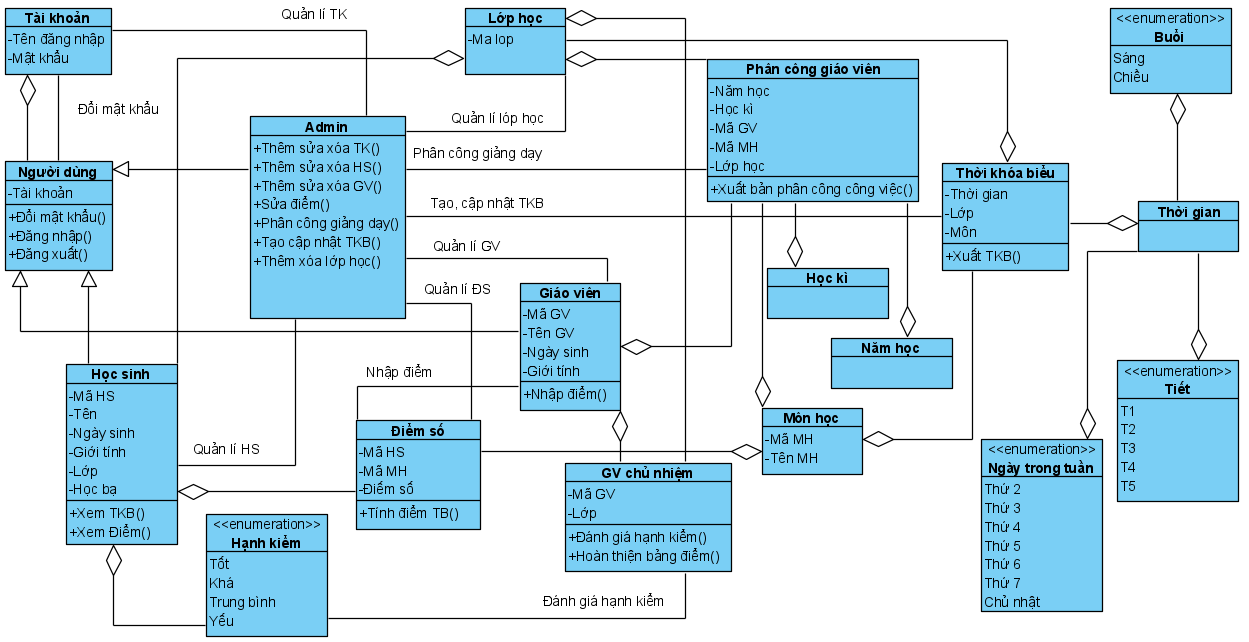 Tài khoản
-Tên đăng nhập
-Mật khẩu
Quản lí TK
Đổi mật khẩu
Lớp học
-Ma lop
Quản lí lóp học
<<enumeration>>
Buổi
Sáng
Chiều
Phân công giáo viên
-Năm học
-Học kì
-Mã GV
-Mã MH
-Lớp học
+Xuất bản phân công công việc()
Admin
+Thêm sửa xóa TK()
+Thêm sửa xóa HS()
+Thêm sửa xóa GV()
+Sửa điểm()
+Phân công giảng dạy()
+Tạo cập nhật TKB()
+Thêm xóa lớp học()
Phân công giảng dạy
Tạo, cập nhật TKB
Quản lí GV
Quản lí ĐS
Người dùng
-Tài khoản
+Đổi mật khẩu()
+Đăng nhập()
+Đăng xuất()
Thời khóa biểu
-Thời gian
-Lớp
-Môn
+Xuất TKB()
Thời gian
Học kì
Năm học
Giáo viên
-Mã GV
-Tên GV
-Ngày sinh
-Giới tính
+Nhập điểm()
Nhập điểm
Học sinh
-Mã HS
-Tên
-Ngày sinh
-Giới tính
-Lớp
-Học bạ
+Xem TKB()
+Xem Điểm()
Quản lí HS
Điểm số
-Mã HS
-Mã MH
-Điểm số
+Tính điểm TB()
Môn học
-Mã MH
-Tên MH
<<enumeration>>
Tiết
T1
T2
T3
T4
T5
GV chủ nhiệm
-Mã GV
-Lớp
+Đánh giá hạnh kiểm()
+Hoàn thiện bảng điểm()
<<enumeration>>
Ngày trong tuần
Thứ 2
Thứ 3
Thứ 4
Thứ 5
Thứ 6
Thứ 7
Chủ nhật
<<enumeration>>
Hạnh kiểm
Tốt
Khá
Trung bình
Yếu
Đánh giá hạnh kiểm